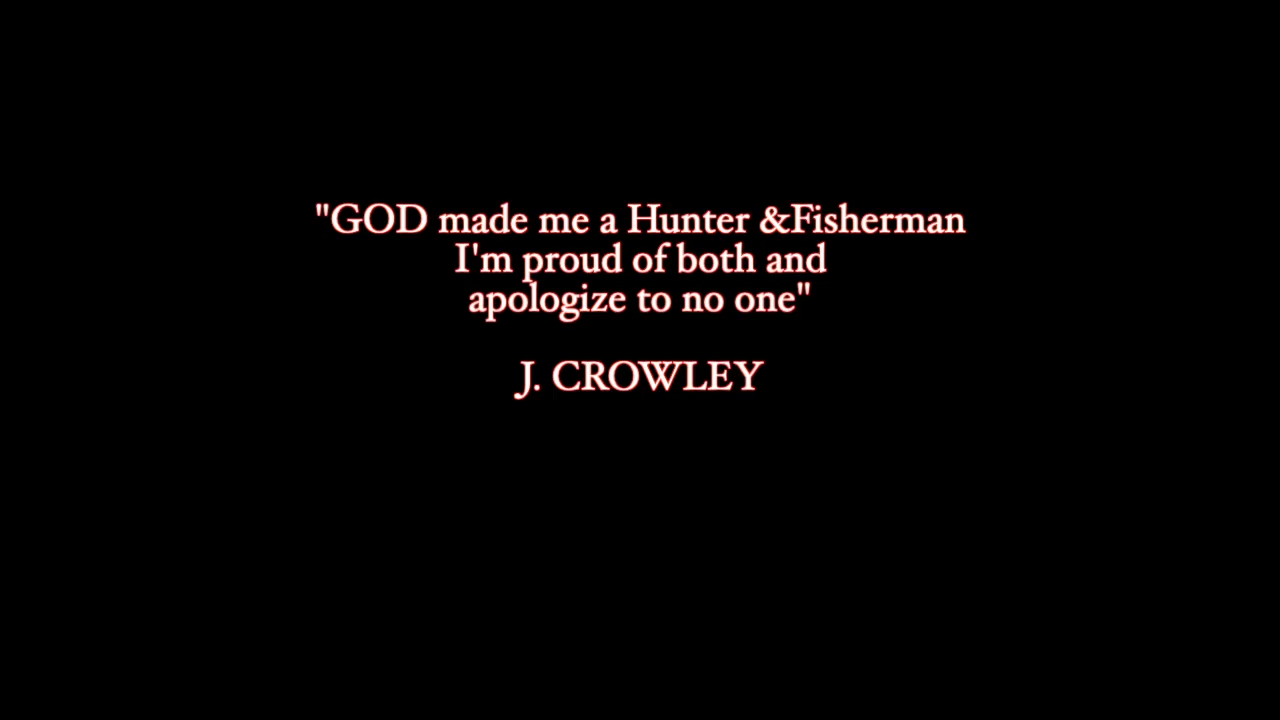 "GOD made me a Hunter &Fisherman
I'm proud of both and
apologize to no one"
J. CROWLEY